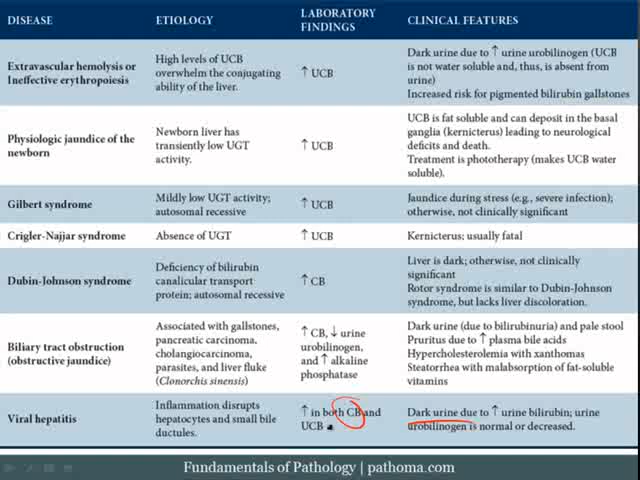 DISEASE
ETIOLOGY
LABORATORY
FINDINGS
CLINICAL FEATURES
Extravascular hemolysis or
Ineffective erythropoiesis
High levels of UCB
overwhelm the conjugating
ability of the liver.
↑ UCB
Dark urine due to ↑ urine urobilinogen (UCB
is not water soluble and, thus, is absent from
urine)
Increased risk for pigmented bilirubin gallstones
Physiologic jaundice of the
newborn
Newborn liver has
transiently low UGT
activity.
↑ UCB
UCB is fat soluble and can deposit in the basal
ganglia (kernicterus) leading to neurological
deficits and death.
Treatment is phototherapy (makes UCB water
soluble).
Gilbert syndrome
Mildly low UGT activity;
autosomal recessive
↑ UCB
Jaundice during stress (e.g., severe infection);
otherwise, not clinically significant
Crigler-Najjar syndrome
Absence of UGT
↑ UCB
Kernicterus; usually fatal
Dubin-Johnson syndrome
Deficiency of bilirubin
canalicular transport
protein; autosomal recessive
↑ CB
Liver is dark; otherwise, not clinically
significant
Rotor syndrome is similar to Dubin-Johnson
syndrome, but lacks liver discoloration.
Biliary tract obstruction
(obstructive jaundice)
Associated with gallstones,
pancreatic carcinoma,
cholangiocarcinoma,
parasites, and liver fluke
(Clonorchis sinensis)
↑ CB, ↓ urine
urobilinogen,
and ↑ alkaline
phosphatase
Dark urine (due to bilirubinuria) and pale stool
Pruritus due to ↑ plasma bile acids
Hypercholesterolemia with xanthomas
Steatorrhea with malabsorption of fat-soluble
vitamins
Viral hepatitis
Inflammation disrupts
hepatocytes and small bile
ductules.
↑ in both CB and
UCB
Dark urine due to ↑ urine bilirubin; urine
urobilinogen is normal or decreased.
Fundamentals of Pathology | pathoma.com